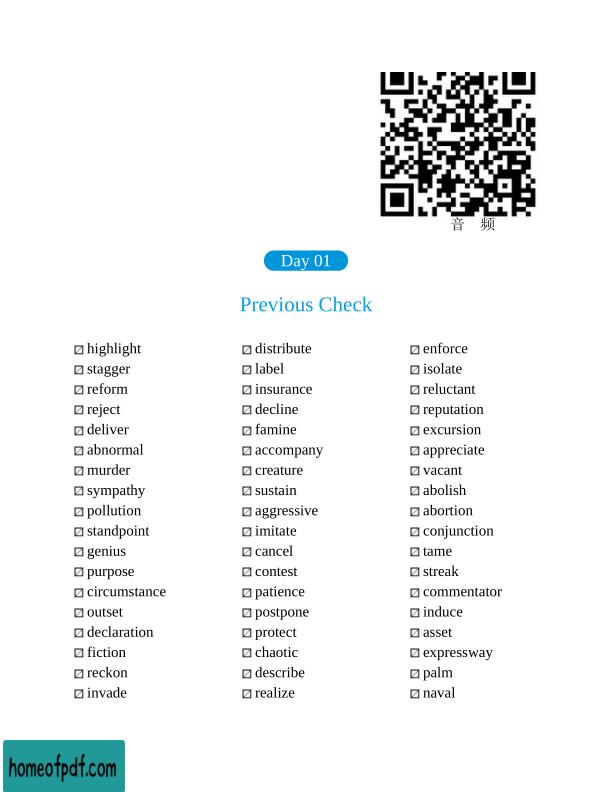 音 频
Day 01
Previous Check
highlight
stagger
reform
reject
deliver
abnormal
murder
sympathy
pollution
standpoint
genius
purpose
circumstance
outset
declaration
fiction
reckon
invade
distribute
label
insurance
decline
famine
accompany
creature
sustain
aggressive
imitate
cancel
contest
patience
postpone
protect
chaotic
describe
realize
enforce
isolate
reluctant
reputation
excursion
appreciate
vacant
abolish
abortion
conjunction
tame
streak
commentator
induce
asset
expressway
palm
naval
homeofpdf.com